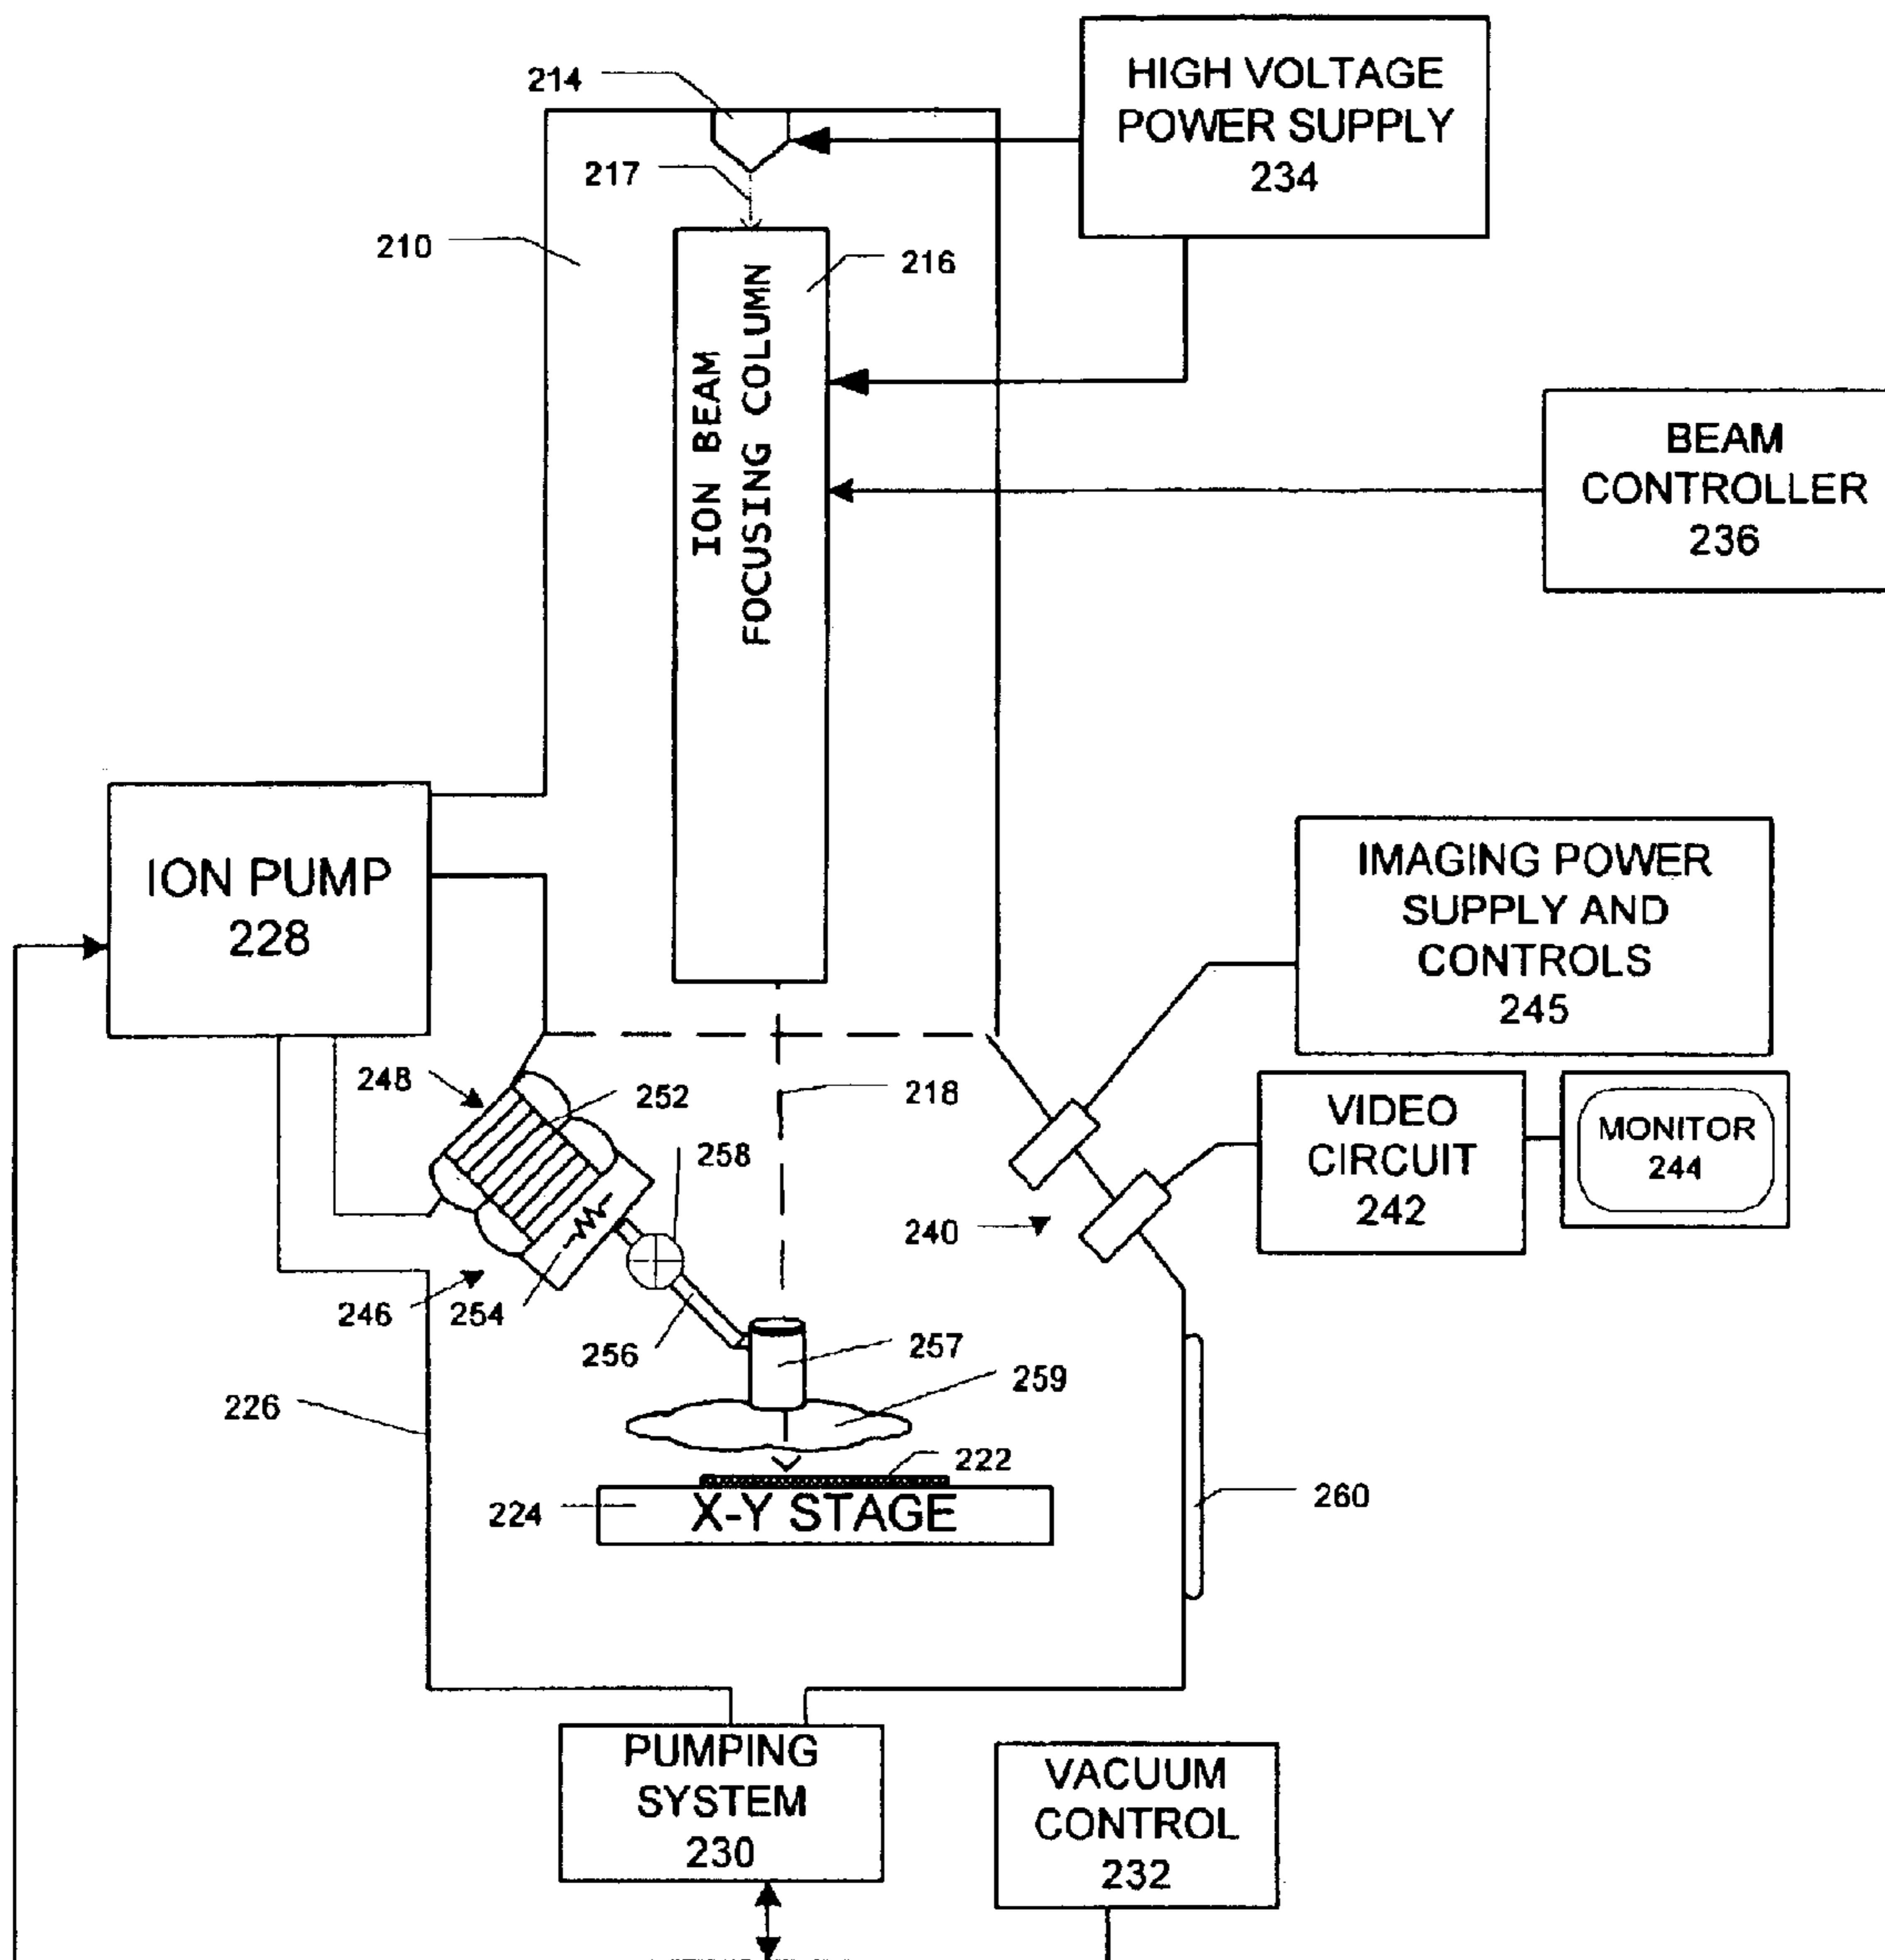 214
HIGH VOLTAGE
POWER SUPPLY
234
217
210
216
ION BEAM
FOCUSING COLUMN
BEAM
CONTROLLER
236
ION PUMP
228
IMAGING POWER
SUPPLY AND
CONTROLS
245
248
252
218
VIDEO
CIRCUIT
242
MONITOR
244
258
240
246
254
256
257
259
226
222
224
X-Y STAGE
260
PUMPING
SYSTEM
230
VACUUM
CONTROL
232